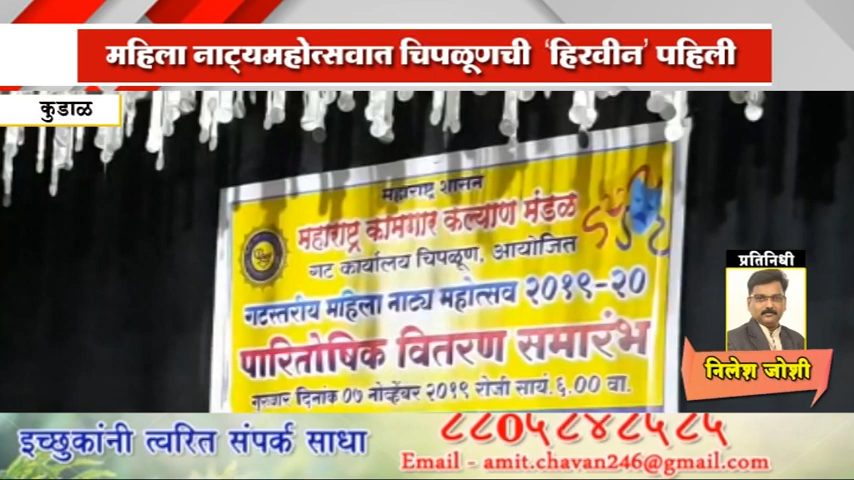 महिला नाट्यमहोत्सवात चिपळूणची 'हिरवीन' पहिली
कुडाळ
महाराष्ट्र शासन
महाराष्ट्र कामगार कल्याण मंडळ
गट कार्यालय चिपळूण, आयोजित
गटस्तरीय महिला नाट्य महोत्सव २०१९-२०
पारितोषिक वितरण समारंभ
गुरुवार दिनांक ०७ नोव्हेंबर २०१९ रोजी सायं. ६.०० वा.
प्रतिनिधी
निलेश जोशी
इच्छुकांनी त्वरित संपर्क साधा
८८०५८४८५८५
Email - amit.chavan246@gmail.com